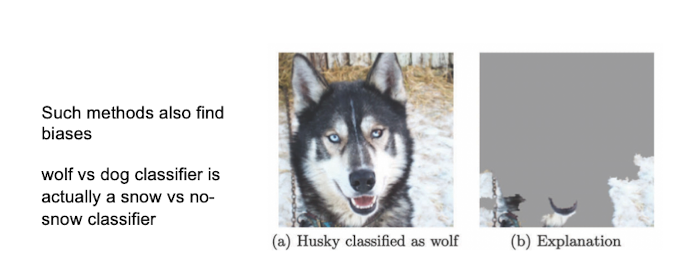 Such methods also find
biases
wolf vs dog classifier is
actually a snow vs no-
snow classifier
(a) Husky classified as wolf
(b) Explanation